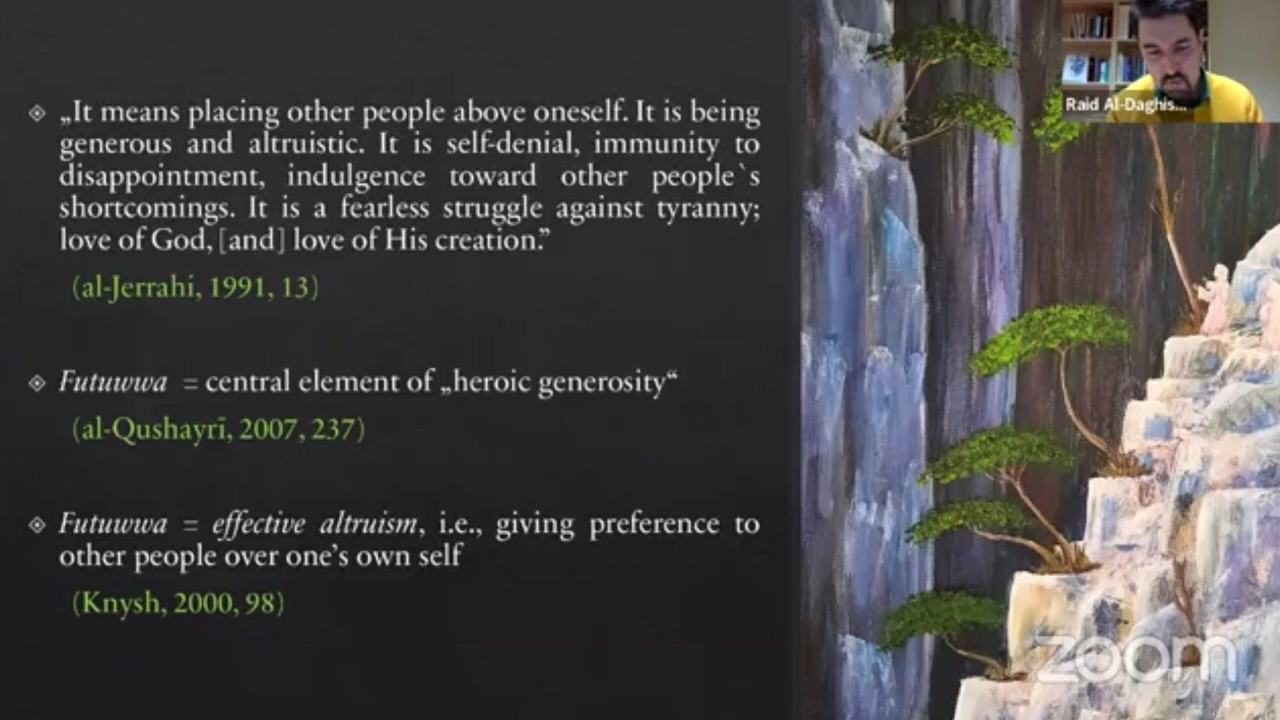 „It means placing other people above oneself. It is being
generous and altruistic. It is self-denial, immunity to
disappointment, indulgence toward other people`s
shortcomings. It is a fearless struggle against tyranny;
love of God, [and] love of His creation.”
(al-Jerrahi, 1991, 13)
Futuwwa = central element of „heroic generosity“
(al-Qushayrī, 2007, 237)
Futuwwa = effective altruism, i.e., giving preference to
other people over one’s own self
(Knysh, 2000, 98)
Raid Al-Daghis...
zoom